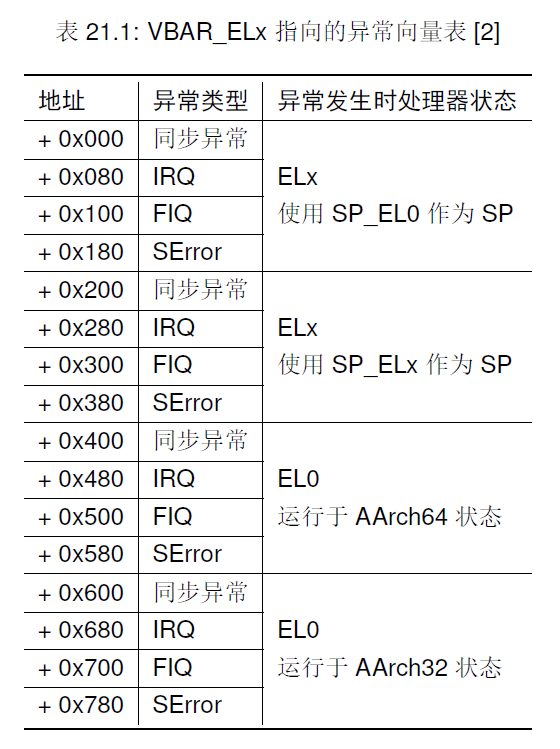 表 21.1: VBAR_ELx 指向的异常向量表 [2]
地址 异常类型 异常发生时处理器状态
+ 0x000 同步异常
+ 0x080 IRQ ELx
+ 0x100 FIQ 使用 SP_EL0 作为 SP
+ 0x180 SError
+ 0x200 同步异常
+ 0x280 IRQ ELx
+ 0x300 FIQ 使用 SP_ELx 作为 SP
+ 0x380 SError
+ 0x400 同步异常
+ 0x480 IRQ EL0
+ 0x500 FIQ 运行于 AArch64 状态
+ 0x580 SError
+ 0x600 同步异常
+ 0x680 IRQ EL0
+ 0x700 FIQ 运行于 AArch32 状态
+ 0x780 SError